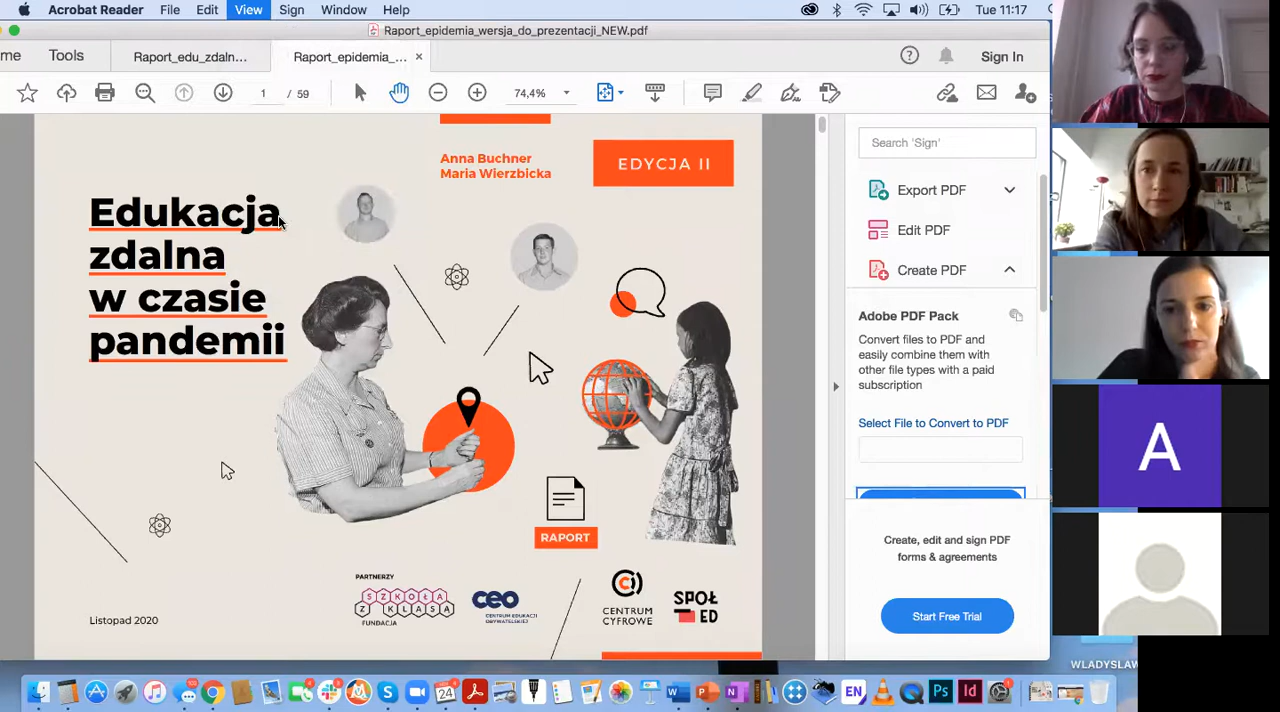 Acrobat Reader File Edit View Sign Window Help
Tue 11:17
Raport_epidemia_wersja_do_prezentacji_NEW.pdf
me Tools Raport_edu_zdaln... Raport_epidemia_... × Sign In
1 / 59 74,4%
Anna Buchner
Maria Wierzbicka
EDYCJA II
Edukacja
zdalna
w czasie
pandemii
RAPORT
PARTNERZY
SZKOŁA
Z KLASĄ
FUNDACJA
CEO
CENTRUM EDUKACJI
OBYWATELSKIEJ
CENTRUM
CYFROWE
SPOŁ
ED
Listopad 2020
Search 'Sign'
Export PDF
Edit PDF
Create PDF
Adobe PDF Pack
Convert files to PDF and
easily combine them with
other file types with a paid
subscription
Select File to Convert to PDF
Create, edit and sign PDF
forms & agreements
Start Free Trial
A
WLADYSLAW
24
EN
Ps
Id